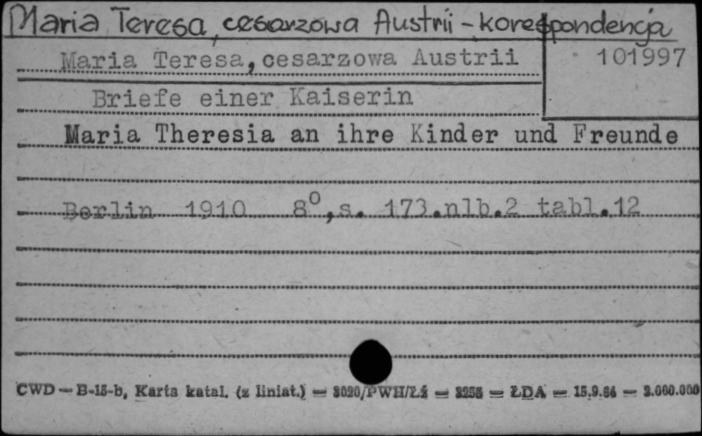 Maria Teresa, cesarzowa Austrii - korespondencja
Maria Teresa, cesarzowa Austrii 101997
Briefe einer Kaiserin
Maria Theresia an ihre Kinder und Freunde
Berlin 1910 8⁰, s. 173.nlb.2 tabl.12
CWD — B-15-b, Karta katal. (z liniat.) — 3020/PWH/Łź — 3255 — ŁDA — 15.9.54 — 3.000.000